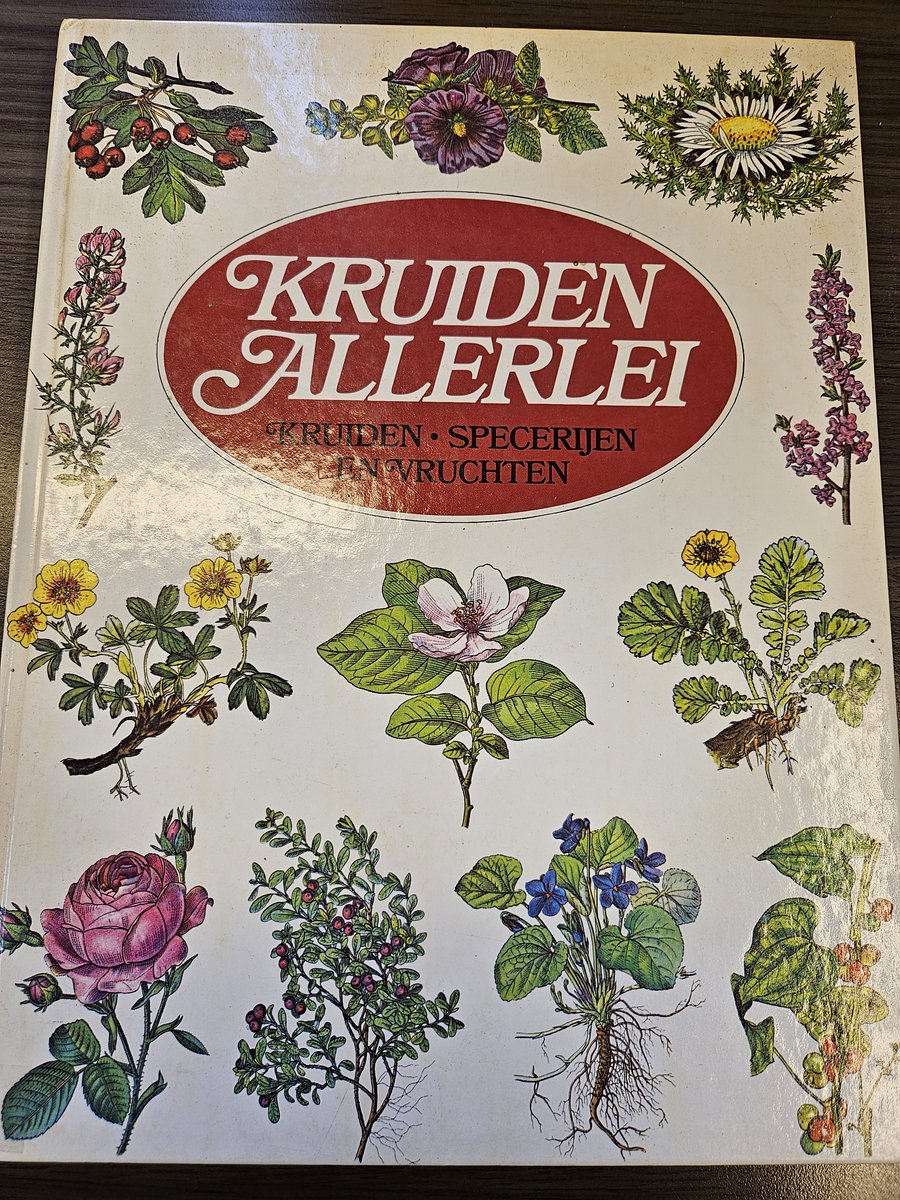 KRUIDEN
ALLERLEI
KRUIDEN · SPECERIJEN
EN VRUCHTEN